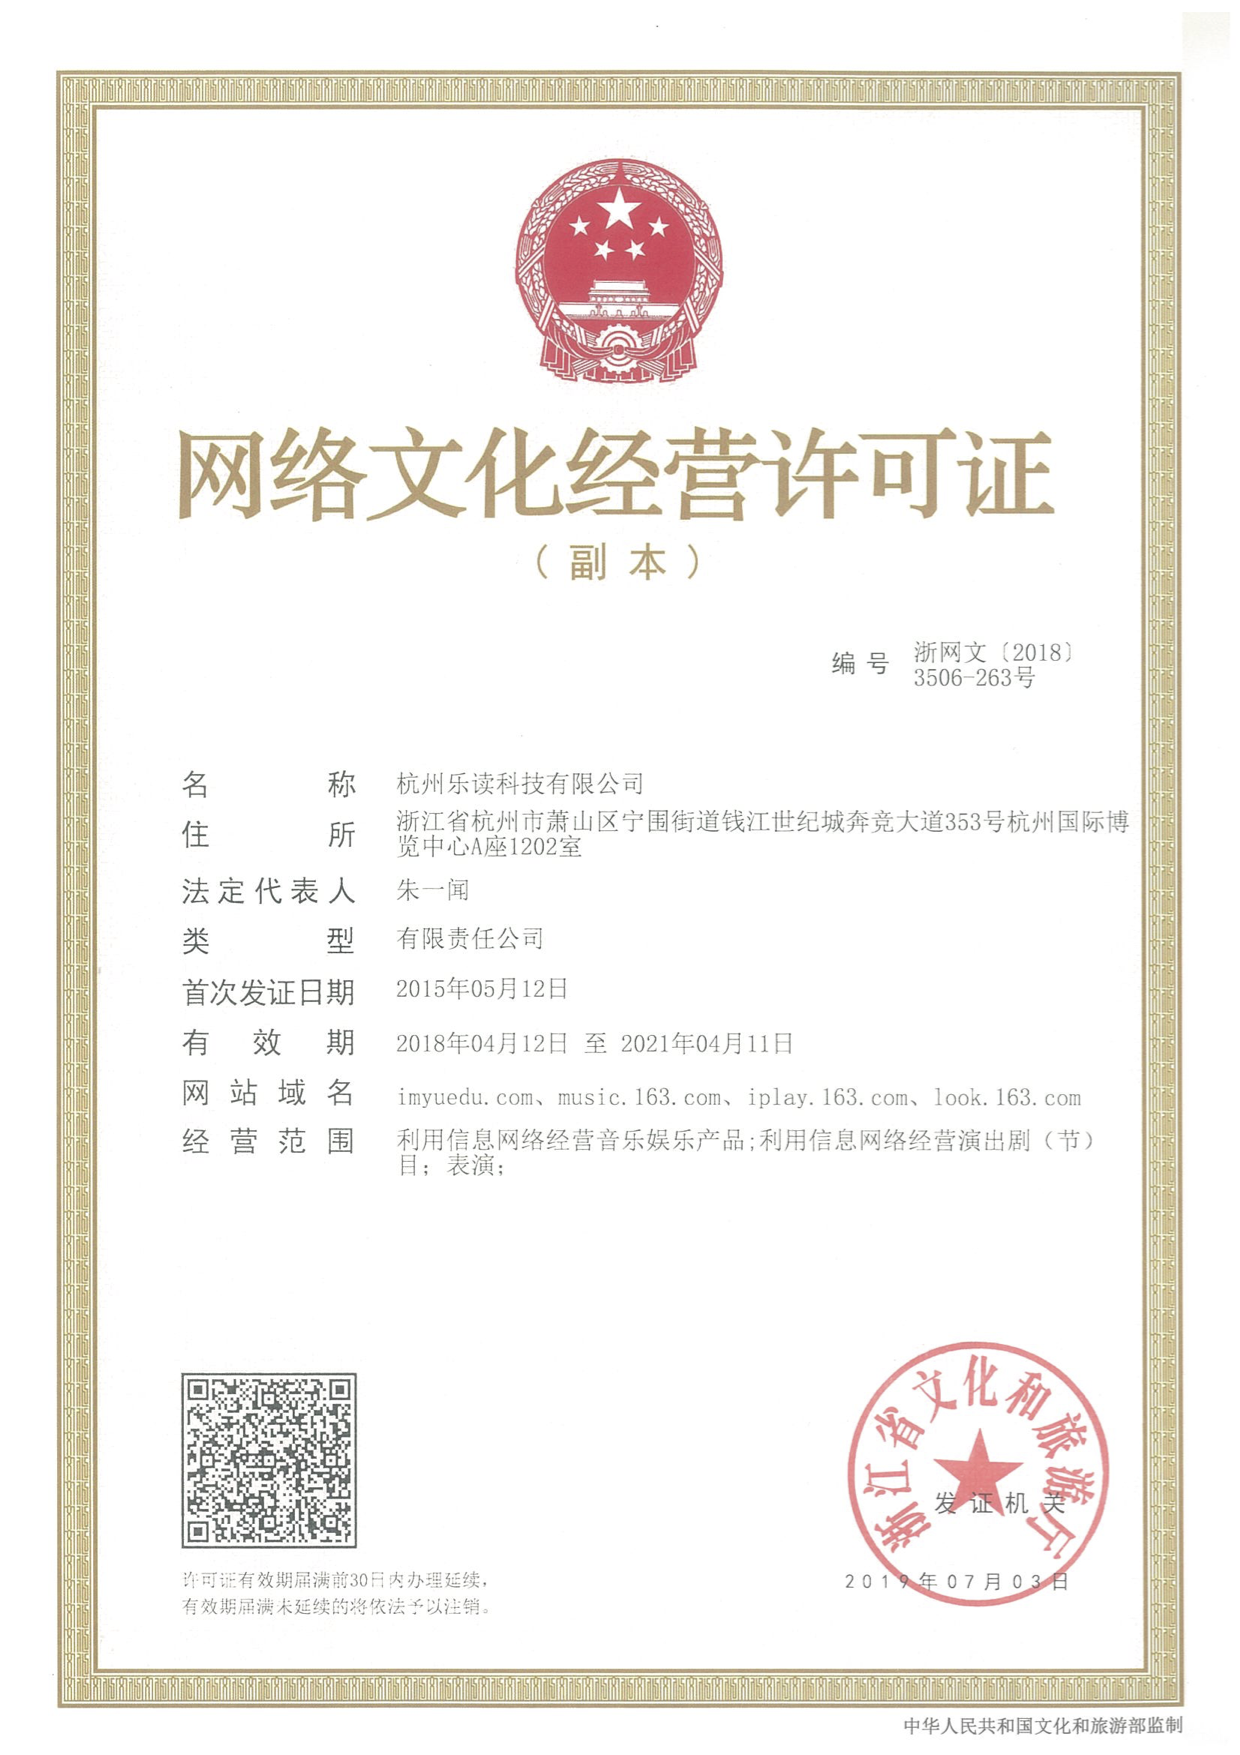 网络文化经营许可证
（副本）
编号 浙网文〔2018〕
3506-263号
名称 杭州乐读科技有限公司
住所 浙江省杭州市萧山区宁围街道钱江世纪城奔竞大道353号杭州国际博
览中心A座1202室
法定代表人 朱一闻
类型 有限责任公司
首次发证日期 2015年05月12日
有效期 2018年04月12日 至 2021年04月11日
网站域名 imyuedu.com、music.163.com、iplay.163.com、look.163.com
经营范围 利用信息网络经营音乐娱乐产品;利用信息网络经营演出剧（节）
目；表演;
浙江省文化和旅游厅
发证机关
2019年07月03日
许可证有效期届满前30日内办理延续，
有效期届满未延续的将依法予以注销。
中华人民共和国文化和旅游部监制